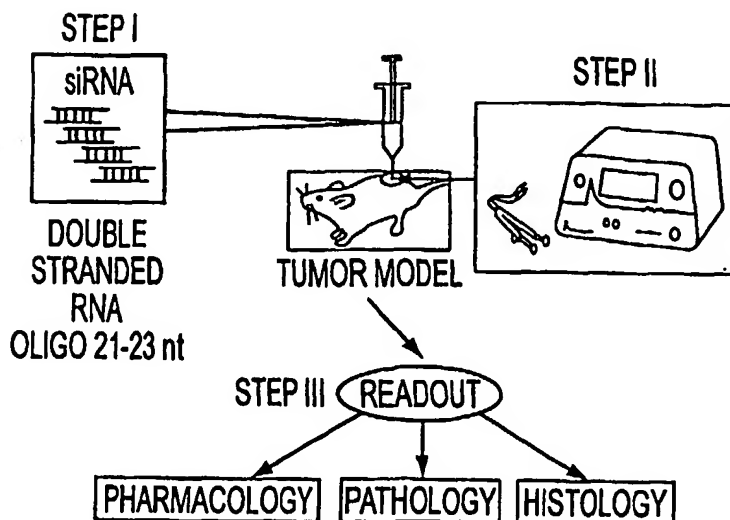 STEP I
siRNA
DOUBLE
STRANDED
RNA
OLIGO 21-23 nt
STEP II
TUMOR MODEL
STEP III
READOUT
PHARMACOLOGY
PATHOLOGY
HISTOLOGY